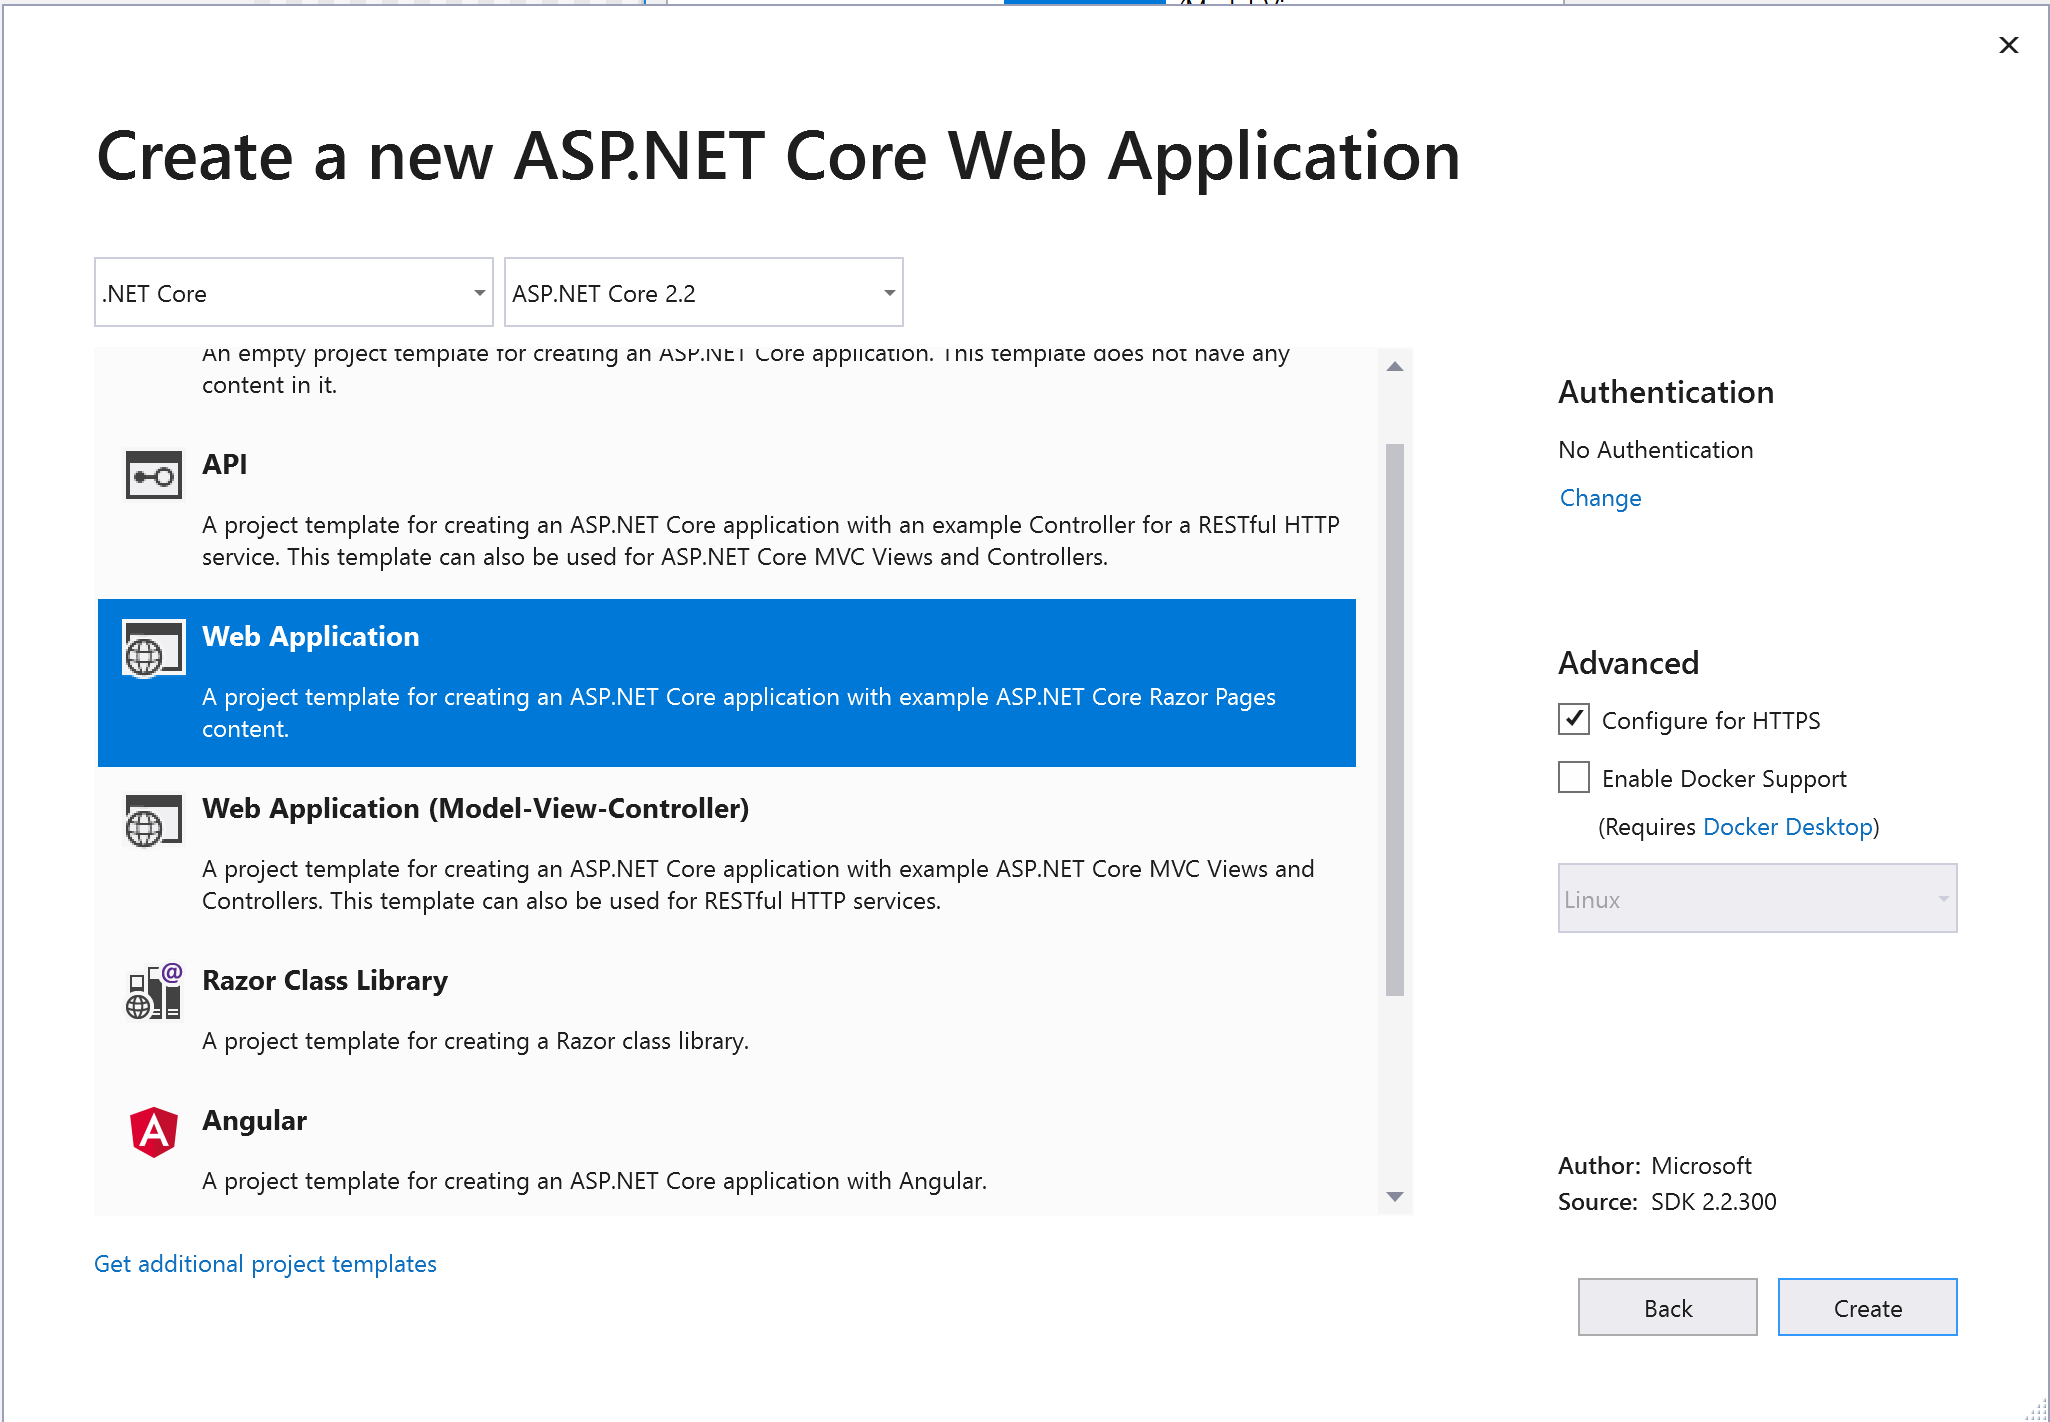 Create a new ASP.NET Core Web Application
.NET Core
ASP.NET Core 2.2
An empty project template for creating an ASP.NET Core application. This template does not have any
content in it.
API
A project template for creating an ASP.NET Core application with an example Controller for a RESTful HTTP
service. This template can also be used for ASP.NET Core MVC Views and Controllers.
Web Application
A project template for creating an ASP.NET Core application with example ASP.NET Core Razor Pages
content.
Web Application (Model-View-Controller)
A project template for creating an ASP.NET Core application with example ASP.NET Core MVC Views and
Controllers. This template can also be used for RESTful HTTP services.
@
Razor Class Library
A project template for creating a Razor class library.
A
Angular
A project template for creating an ASP.NET Core application with Angular.
Get additional project templates
Authentication
No Authentication
Change
Advanced
Configure for HTTPS
Enable Docker Support
(Requires Docker Desktop)
Linux
Author: Microsoft
Source: SDK 2.2.300
Back
Create